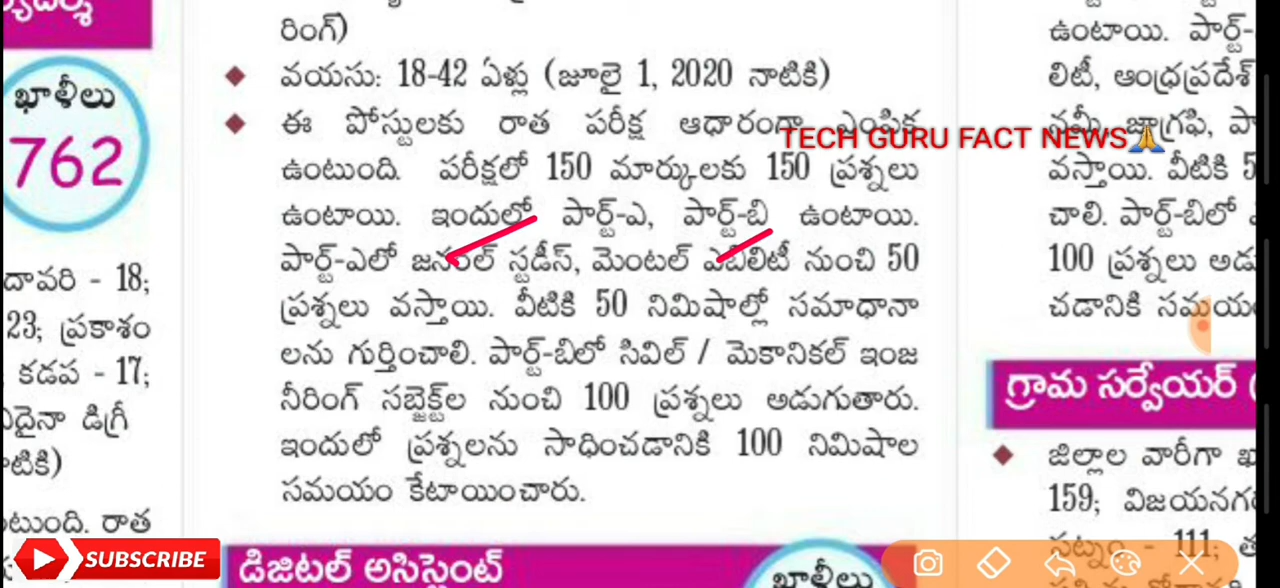 ఖాళీలు
762
దావరి - 18;
23; ప్రకాశం
కడప - 17;
డిగ్రీ
రాత
SUBSCRIBE
రింగ్)
వయసు: 18-42 ఏళ్లు (జూలై 1, 2020 నాటికి)
ఈ పోస్టులకు రాత పరీక్ష ఆధారంగా ఎంపిక
ఉంటుంది. పరీక్షలో 150 మార్కులకు 150 ప్రశ్నలు
ఉంటాయి. ఇందులో పార్ట్-ఎ, పార్ట్-బి ఉంటాయి.
పార్ట్-ఎలో జనరల్ స్టడీస్, మెంటల్ ఎబిలిటీ నుంచి 50
ప్రశ్నలు వస్తాయి. వీటికి 50 నిమిషాల్లో సమాధానా
లను గుర్తించాలి. పార్ట్-బిలో సివిల్ / మెకానికల్ ఇంజ
నీరింగ్ సబ్జెక్ట్‌ల నుంచి 100 ప్రశ్నలు అడుగుతారు.
ఇందులో ప్రశ్నలను సాధించడానికి 100 నిమిషాల
సమయం కేటాయించారు.
డిజిటల్ అసిస్టెంట్
ఖాళీలు
TECH GURU FACT NEWS🙏
ఉంటాయి. పార్ట్-
లిటీ, ఆంధ్రప్రదేశ్
జాగ్రఫి, పా
వస్తాయి. వీటికి 5
చాలి. పార్ట్-బిలో
100 ప్రశ్నలు అడు
చడానికి సమయ
గ్రామ సర్వేయర్ (
జిల్లాల వారీగా ఖా
159; విజయనగ
పట్నం - 111; త